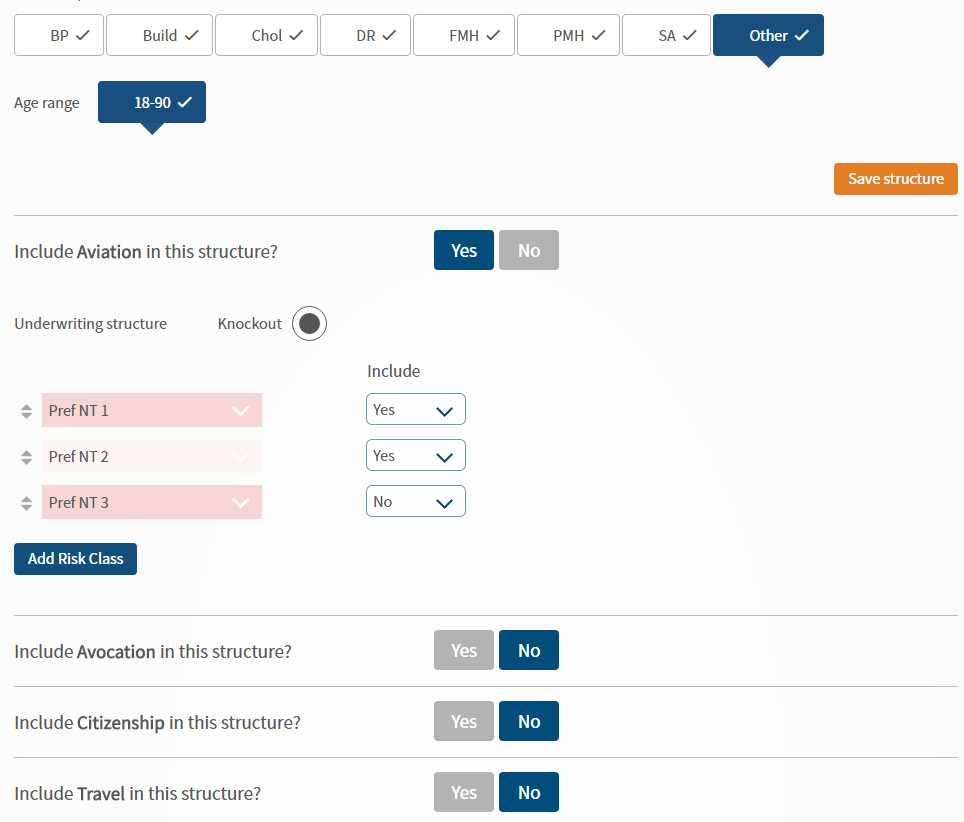 BP Build Chol DR FMH PMH SA Other
Age range 18-90
Save structure
Include Aviation in this structure? Yes No
Underwriting structure Knockout
Include
Pref NT 1 Yes
Pref NT 2 Yes
Pref NT 3 No
Add Risk Class
Include Avocation in this structure? Yes No
Include Citizenship in this structure? Yes No
Include Travel in this structure? Yes No